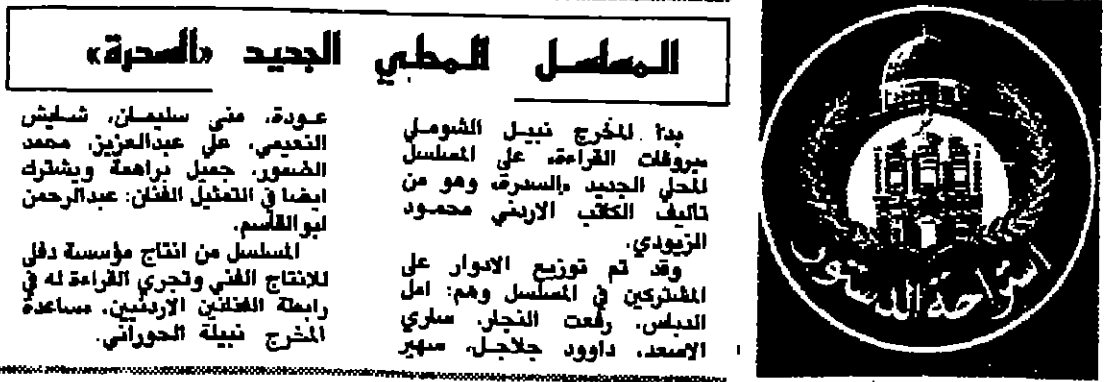 المسلسل المحلي الجديد «السحرة»
بدأ المخرج نبيل الشوملي
بروفات القراءة، على المسلسل
المحلي الجديد «السحرة» وهو من
تأليف الكاتب الاردني محمود
الزيودي.
وقد تم توزيع الادوار على
المشتركين في المسلسل وهم: امل
الدباس، رفعت النجار، ساري
الاسعد، داوود جلاجل، سهير
عودة، منى سليمان، شايش
النعيمي، علي عبدالعزيز، محمد
الضمور، جميل براهمة ويشترك
ايضا في التمثيل الفنان: عبدالرحمن
ابو القاسم.
المسلسل من انتاج مؤسسة دفل
للانتاج الفني وتجري القراءة له في
رابطة الفنانين الاردنيين، مساعدة
المخرج نبيلة الحوراني.
استراحة الدستور